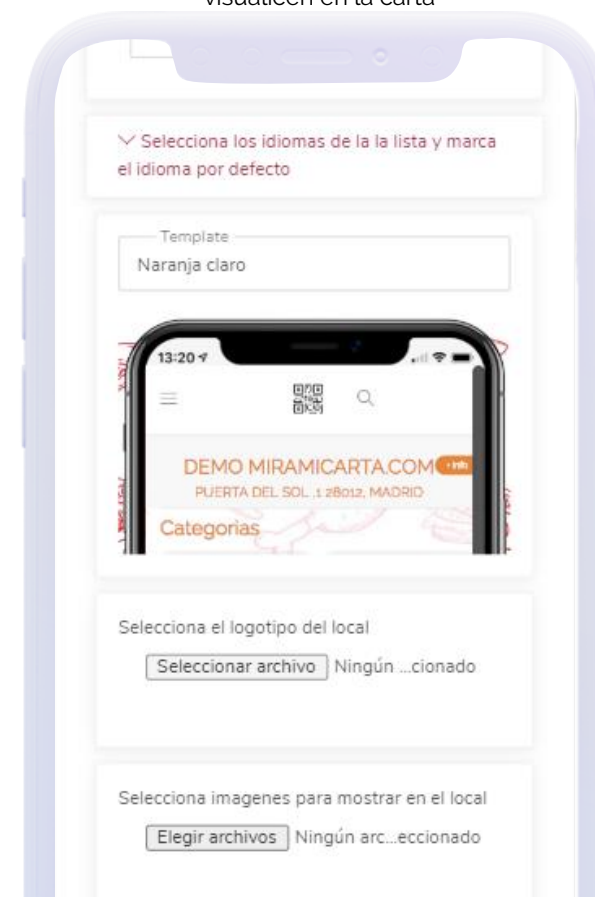 visualicen en la carta
Selecciona los idiomas de la la lista y marca
el idioma por defecto
Template
Naranja claro
13:20
DEMO MIRAMICARTA.COM + Info
PUERTA DEL SOL ,1 28012, MADRID
Categorias
Selecciona el logotipo del local
Seleccionar archivo Ningún ...cionado
Selecciona imagenes para mostrar en el local
Elegir archivos Ningún arc...eccionado